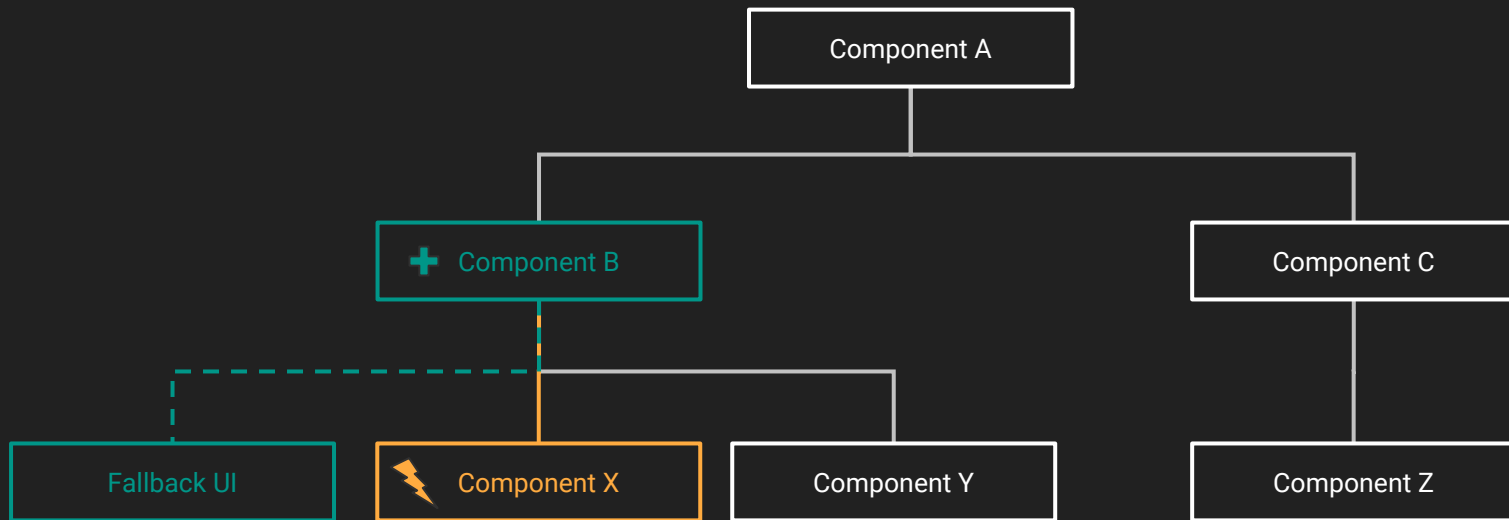 Component A
Component B
Component C
Fallback UI
Component X
Component Y
Component Z